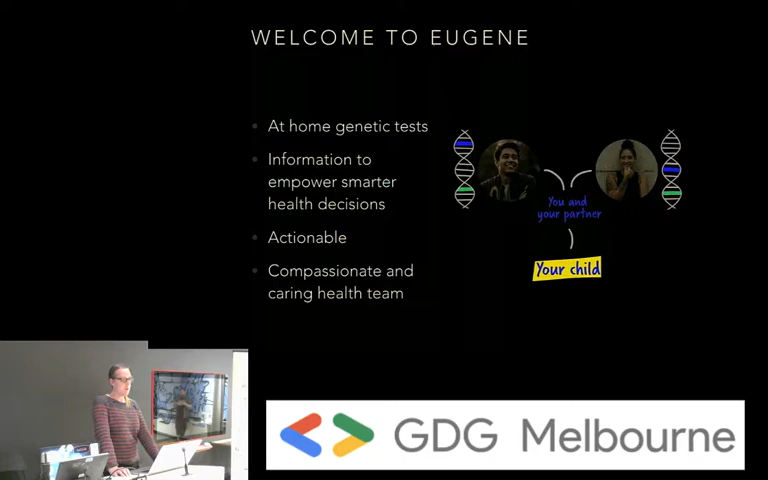 WELCOME TO EUGENE
At home genetic tests
Information to
empower smarter
health decisions
Actionable
Compassionate and
caring health team
You and
your partner
Your child
GDG Melbourne